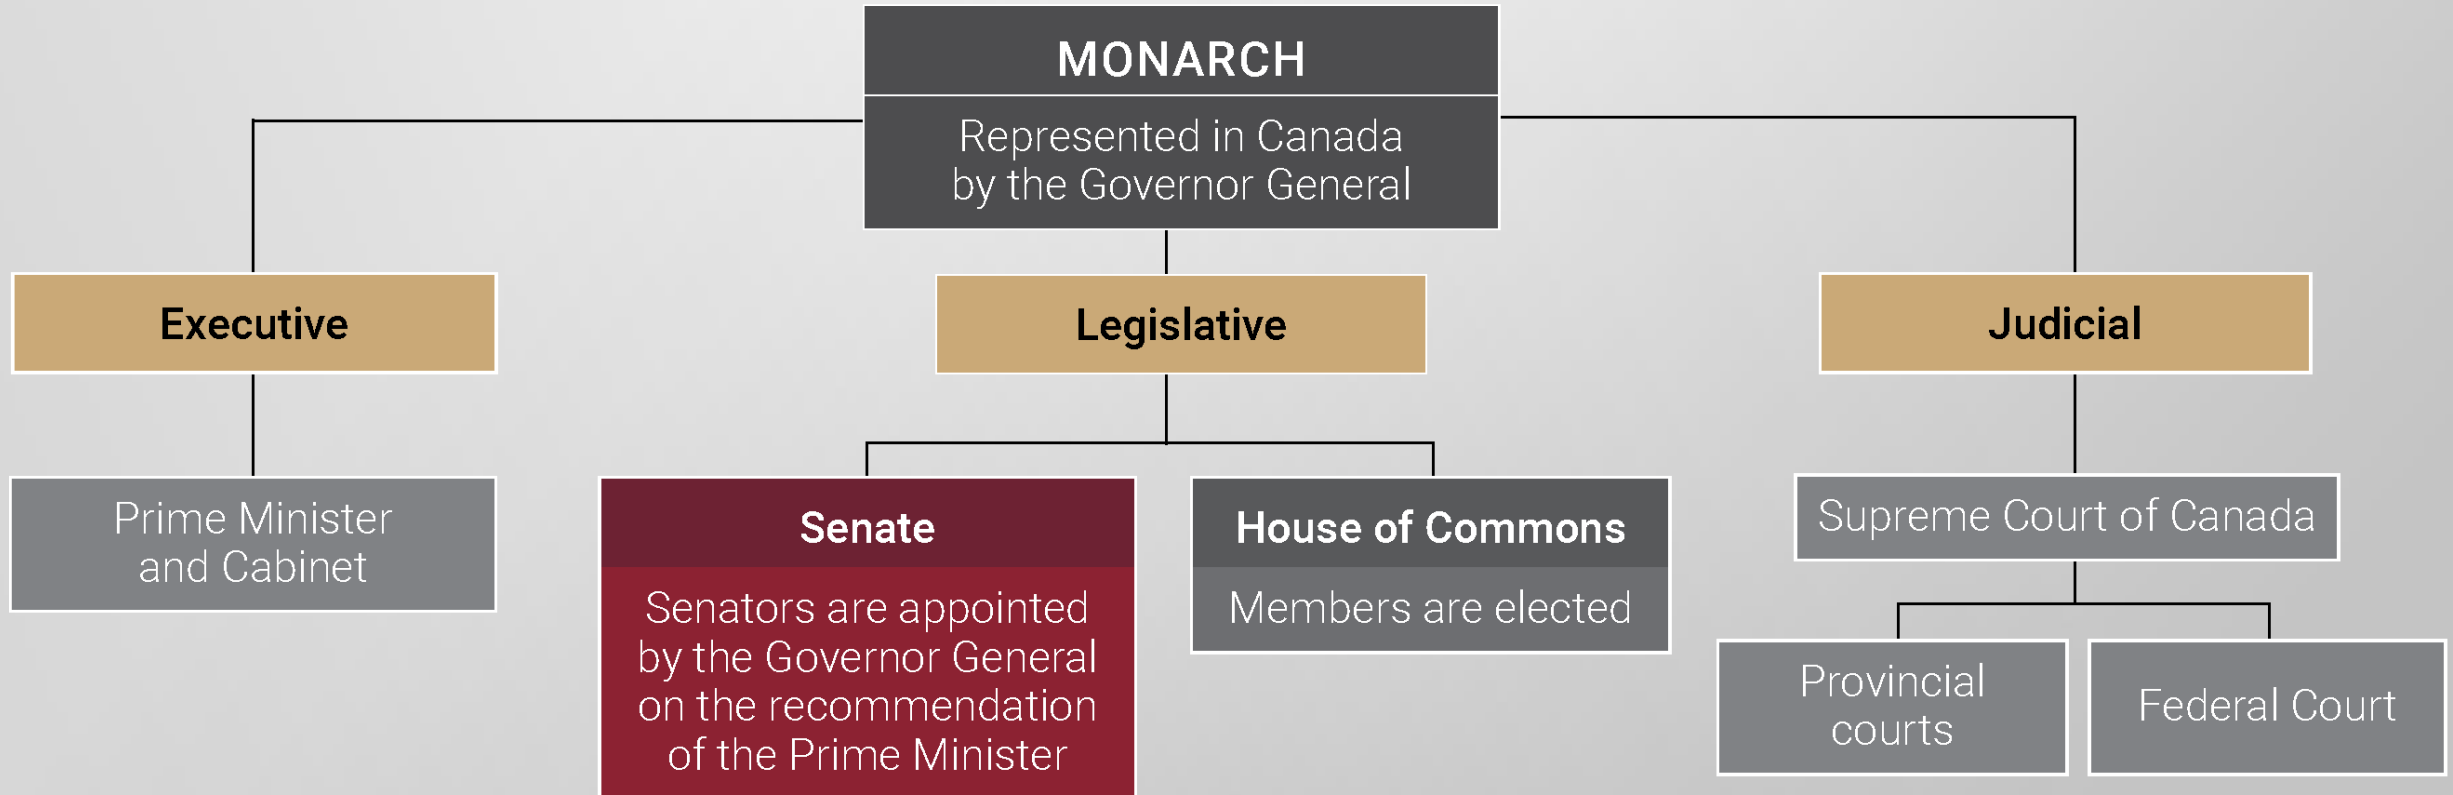 MONARCH
Represented in Canada
by the Governor General
Executive
Legislative
Judicial
Prime Minister
and Cabinet
Senate
Senators are appointed
by the Governor General
on the recommendation
of the Prime Minister
House of Commons
Members are elected
Supreme Court of Canada
Provincial
courts
Federal Court